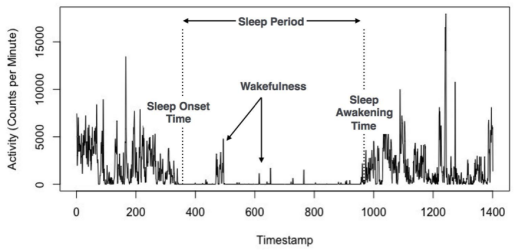 Sleep Period
Wakefulness
Sleep Onset
Time
Sleep
Awakening
Time
Activity (Counts per Minute)
15000
10000
5000
0
0 200 400 600 800 1000 1200 1400
Timestamp